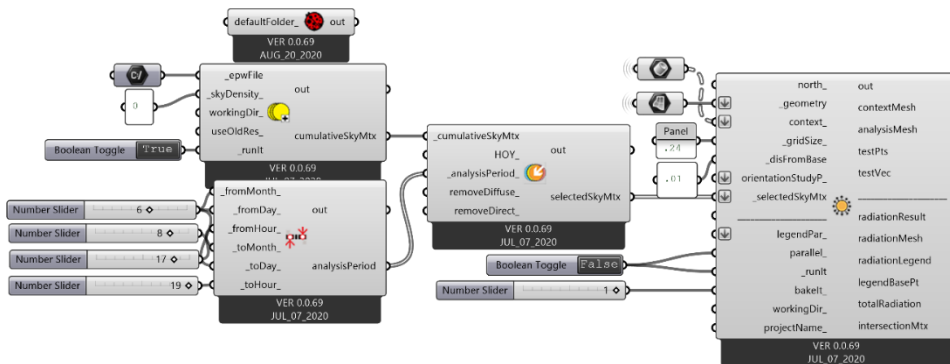 defaultFolder_ out
VER 0.0.69
AUG_20_2020
C:/
0
_epwFile
_skyDensity_
workingDir_
useOldRes_
_runIt
out
cumulativeSkyMtx
VER 0.0.69
JUL_07_2020
Boolean Toggle True
Number Slider 6
Number Slider 8
Number Slider 17
Number Slider 19
_fromMonth_
_fromDay_
_fromHour_
_toMonth_
_toDay_
_toHour_
out
analysisPeriod
VER 0.0.69
JUL_07_2020
_cumulativeSkyMtx
HOY_
_analysisPeriod_
removeDiffuse_
removeDirect_
out
selectedSkyMtx
VER 0.0.69
JUL_07_2020
Boolean Toggle False
Number Slider 1
Panel
.24
.01
north_
_geometry
context_
_gridSize_
_disFromBase
orientationStudyP_
_selectedSkyMtx
legendPar_
parallel_
_runIt
bakeIt_
workingDir_
projectName_
out
contextMesh
analysisMesh
testPts
testVec
radiationResult
radiationMesh
radiationLegend
legendBasePt
totalRadiation
intersectionMtx
VER 0.0.69
JUL_07_2020